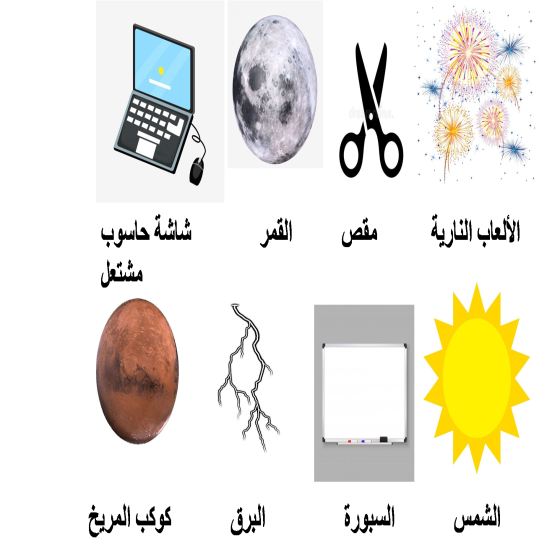 الألعاب النارية
مقص
القمر
شاشة حاسوب
مشتعل
الشمس
السبورة
البرق
كوكب المريخ